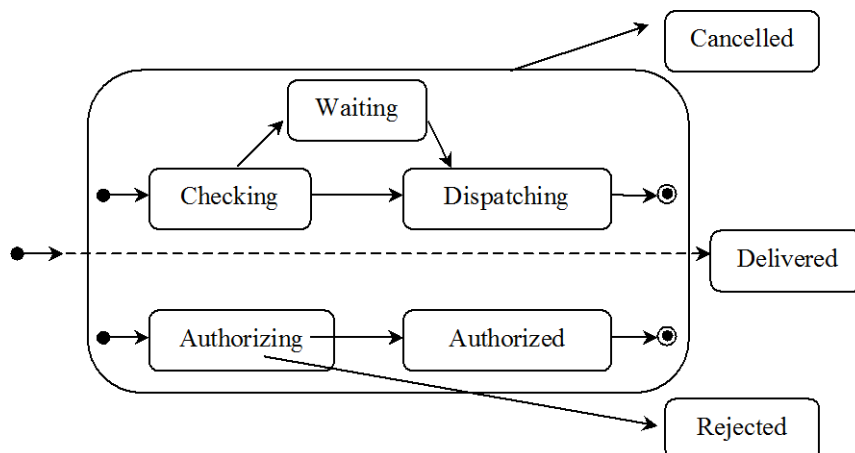 Cancelled
Waiting
Checking
Dispatching
Delivered
Authorizing
Authorized
Rejected